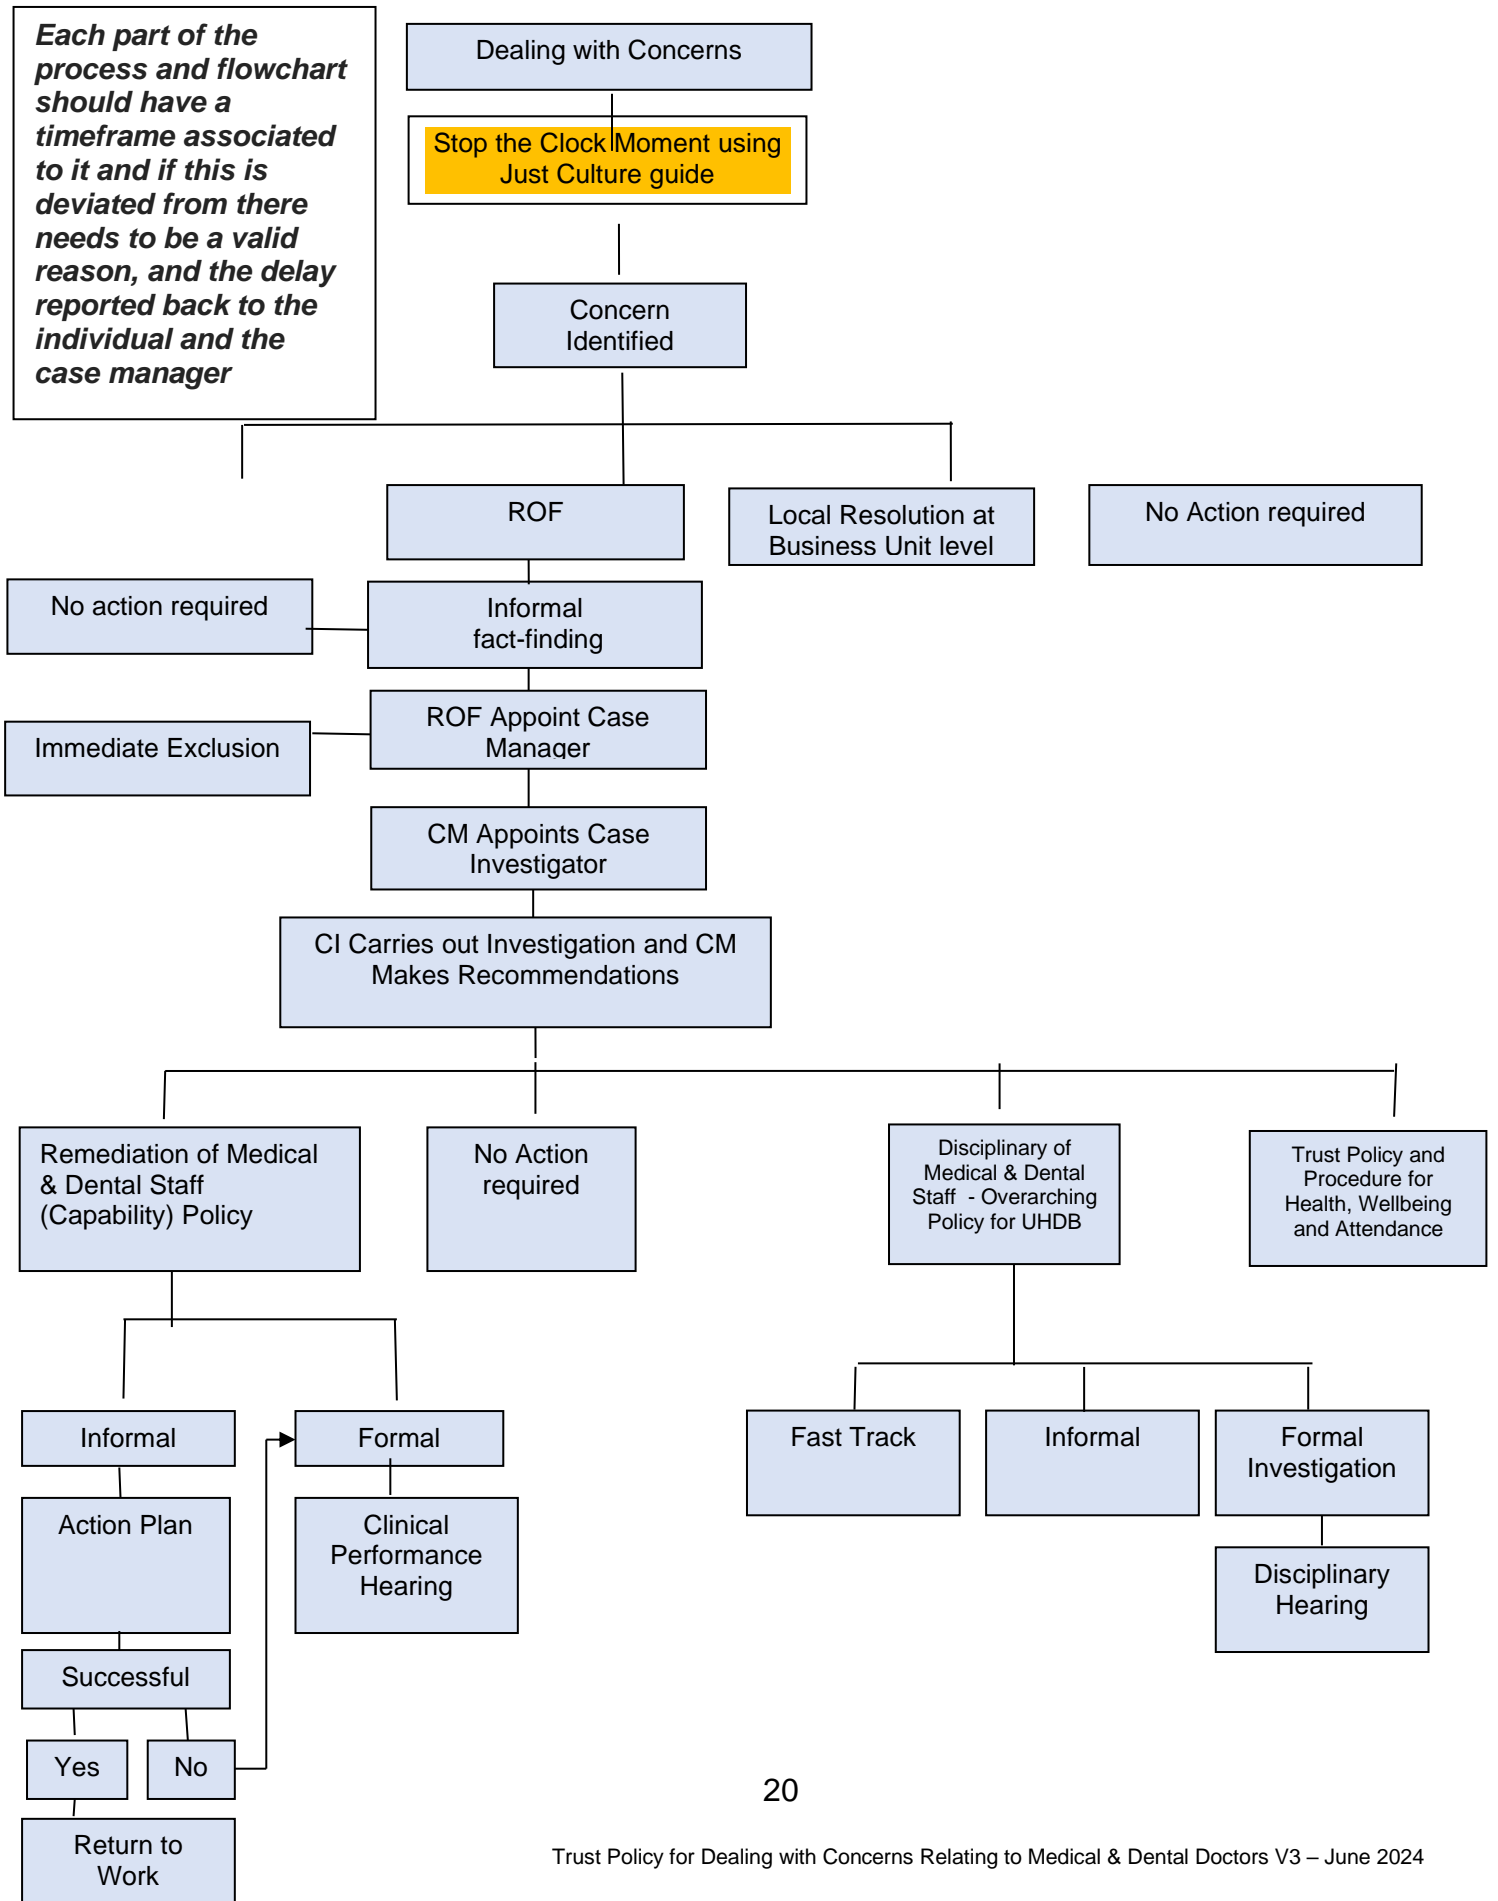 Each part of the
process and flowchart
should have a
timeframe associated
to it and if this is
deviated from there
needs to be a valid
reason, and the delay
reported back to the
individual and the
case manager
Dealing with Concerns
Stop the Clock Moment using
Just Culture guide
Concern
Identified
ROF
Local Resolution at
Business Unit level
No Action required
No action required
Informal
fact-finding
Immediate Exclusion
ROF Appoint Case
Manager
CM Appoints Case
Investigator
CI Carries out Investigation and CM
Makes Recommendations
Remediation of Medical
& Dental Staff
(Capability) Policy
No Action
required
Disciplinary of
Medical & Dental
Staff - Overarching
Policy for UHDB
Trust Policy and
Procedure for
Health, Wellbeing
and Attendance
Informal
Formal
Action Plan
Clinical
Performance
Hearing
Successful
Yes
No
Return to
Work
Fast Track
Informal
Formal
Investigation
Disciplinary
Hearing
20
Trust Policy for Dealing with Concerns Relating to Medical & Dental Doctors V3 – June 2024